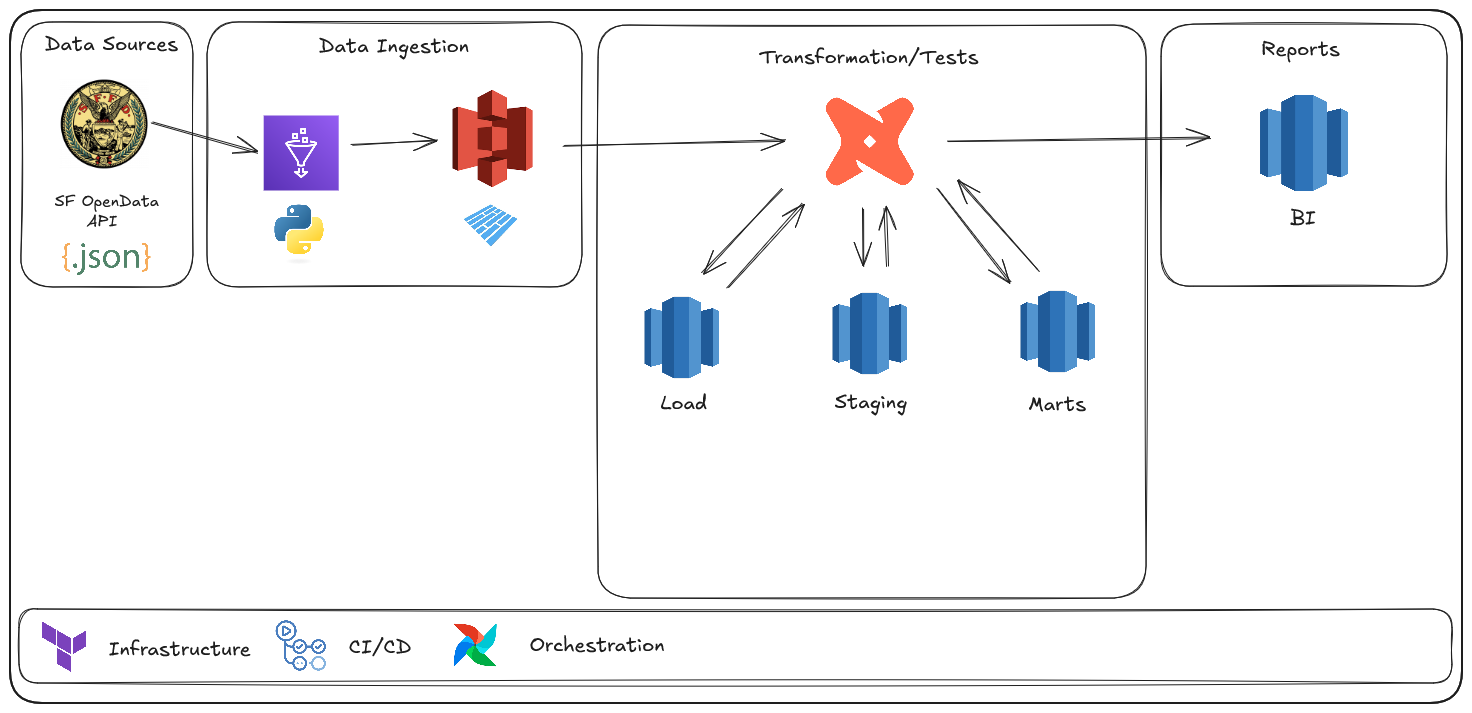 Data Sources
SF OpenData
API
{.json}
Data Ingestion
Transformation/Tests
Load
Staging
Marts
Reports
BI
Infrastructure
CI/CD
Orchestration